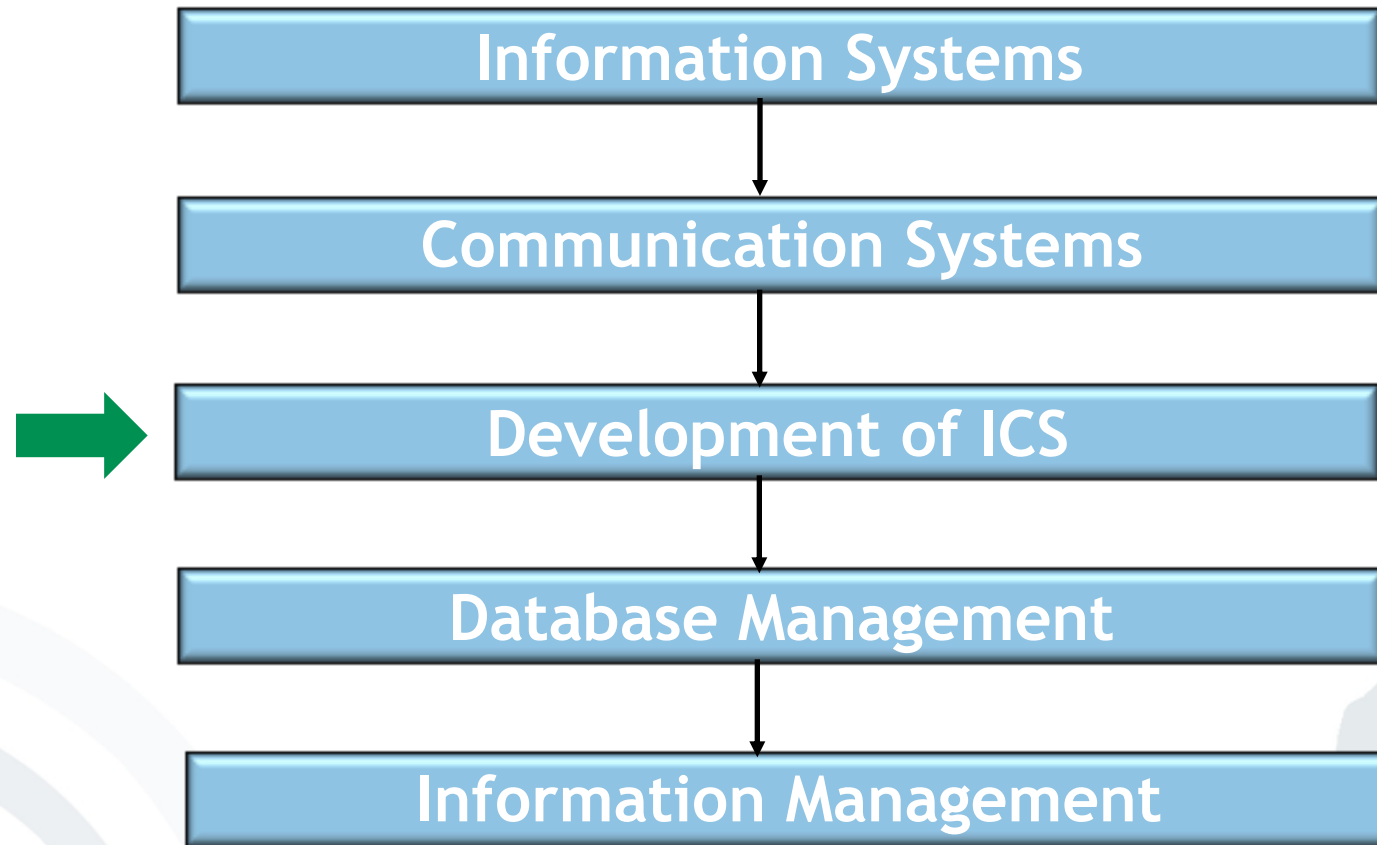 Information Systems
Communication Systems
Development of ICS
Database Management
Information Management